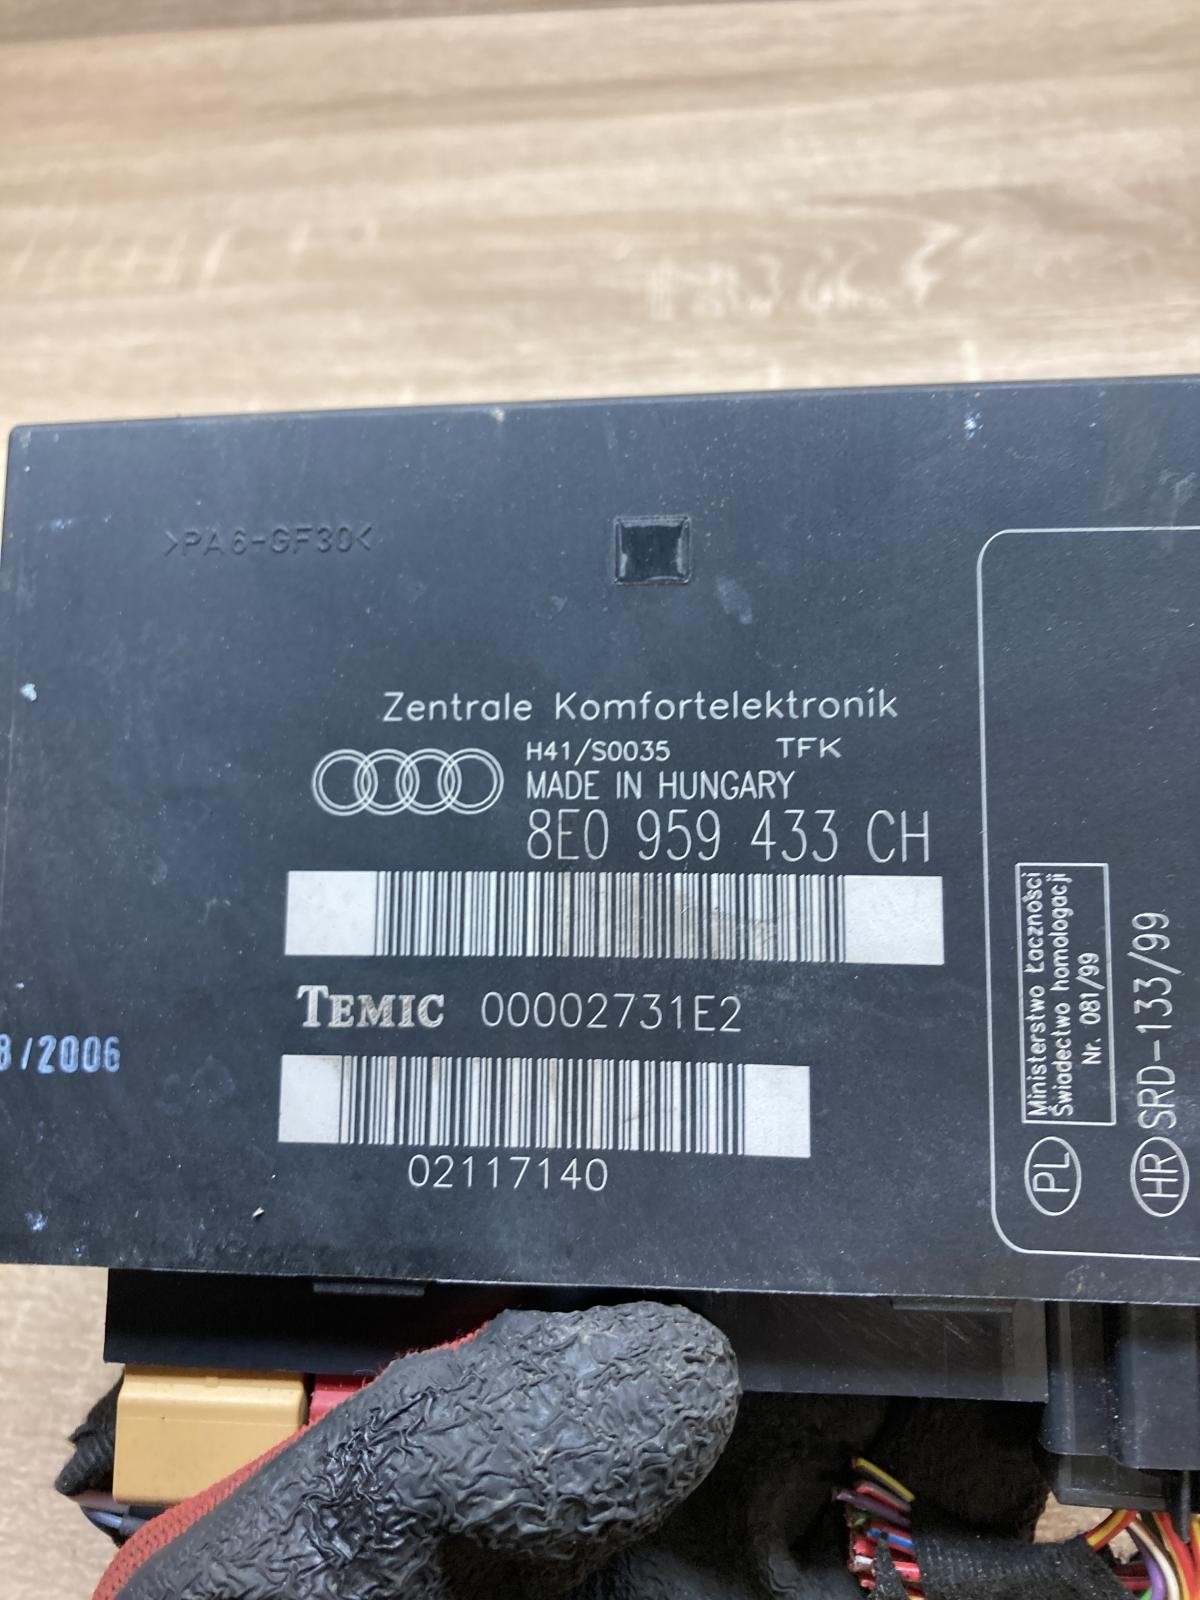 >PA6-GF30<
Zentrale Komfortelektronik
H41/S0035 TFK
MADE IN HUNGARY
8E0 959 433 CH
TEMIC 00002731E2
8/2006
02117140
Ministerstwo Łączności
Świadectwo homologacji
Nr. 081/99
PL
HR SRD-133/99